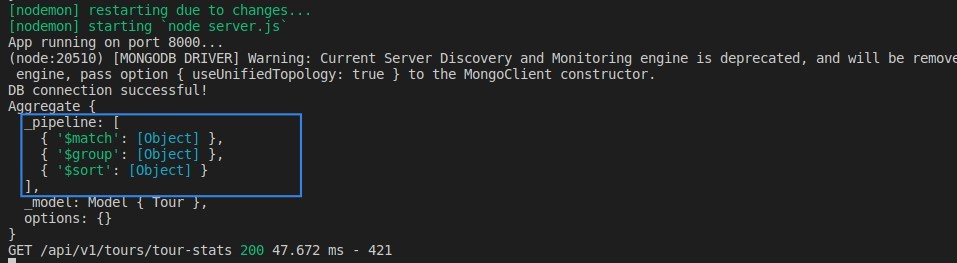 [nodemon] restarting due to changes...
[nodemon] starting `node server.js`
App running on port 8000...
(node:20510) [MONGODB DRIVER] Warning: Current Server Discovery and Monitoring engine is deprecated, and will be remove
engine, pass option { useUnifiedTopology: true } to the MongoClient constructor.
DB connection successful!
Aggregate {
_pipeline: [
{ '$match': [Object] },
{ '$group': [Object] },
{ '$sort': [Object] }
],
_model: Model { Tour },
options: {}
}
GET /api/v1/tours/tour-stats 200 47.672 ms - 421